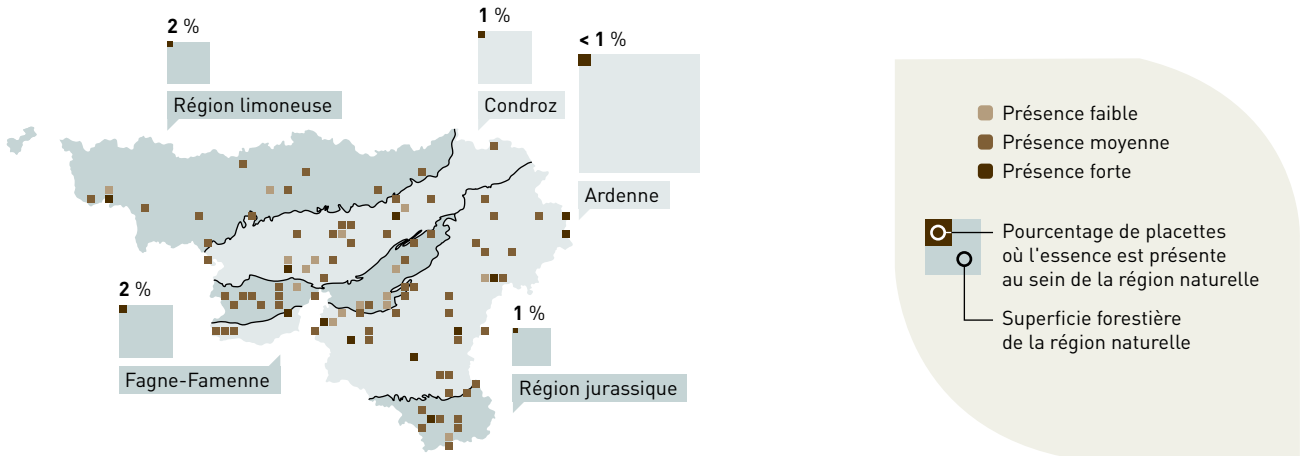 2 %
Région limoneuse
1 %
Condroz
< 1 %
Ardenne
2 %
Fagne-Famenne
1 %
Région jurassique
Présence faible
Présence moyenne
Présence forte
Pourcentage de placettes
où l'essence est présente
au sein de la région naturelle
Superficie forestière
de la région naturelle